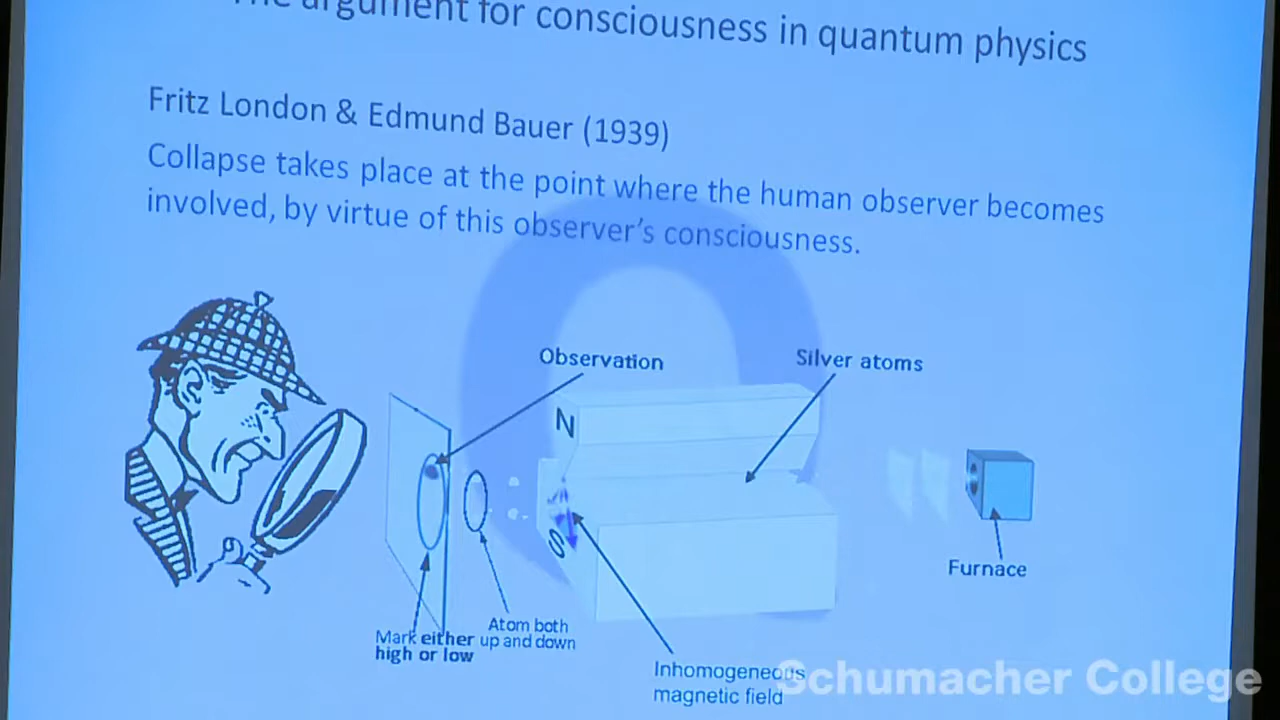 The argument for consciousness in quantum physics
Fritz London & Edmund Bauer (1939)
Collapse takes place at the point where the human observer becomes
involved, by virtue of this observer's consciousness.
Observation
Silver atoms
N
S
Furnace
Atom both
up and down
Mark either
high or low
Inhomogeneous
magnetic field
Schumacher College